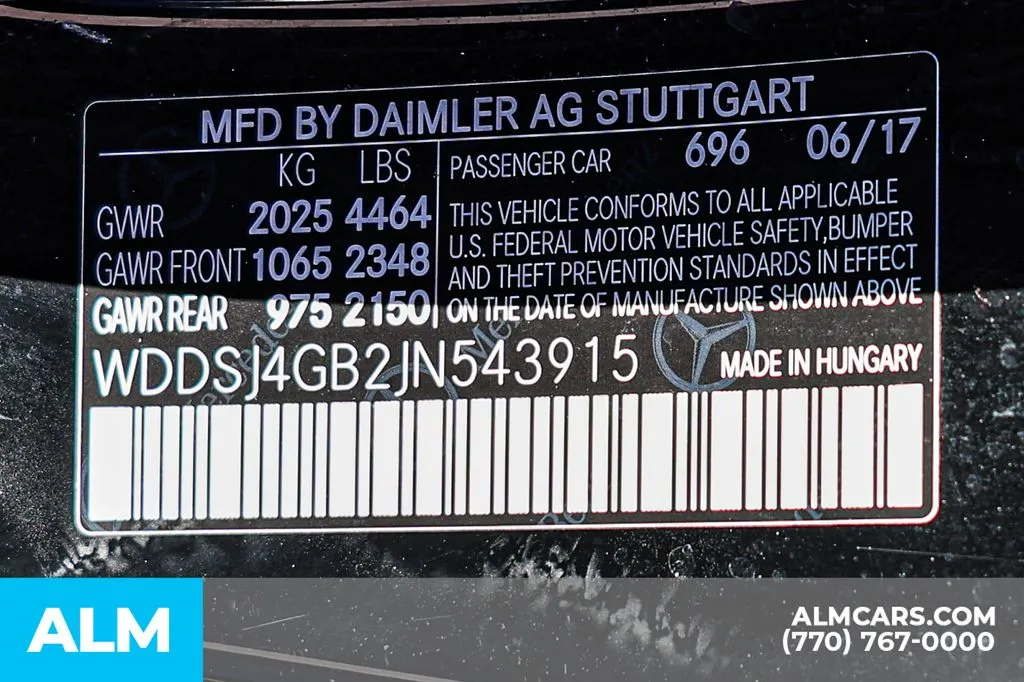 MFD BY DAIMLER AG STUTTGART
KG LBS
GVWR 2025 4464
GAWR FRONT 1065 2348
GAWR REAR 975 2150
PASSENGER CAR 696 06/17
THIS VEHICLE CONFORMS TO ALL APPLICABLE
U.S. FEDERAL MOTOR VEHICLE SAFETY,BUMPER
AND THEFT PREVENTION STANDARDS IN EFFECT
ON THE DATE OF MANUFACTURE SHOWN ABOVE
WDDSJ4GB2JN543915
MADE IN HUNGARY
ALM
ALMCARS.COM
(770) 767-0000